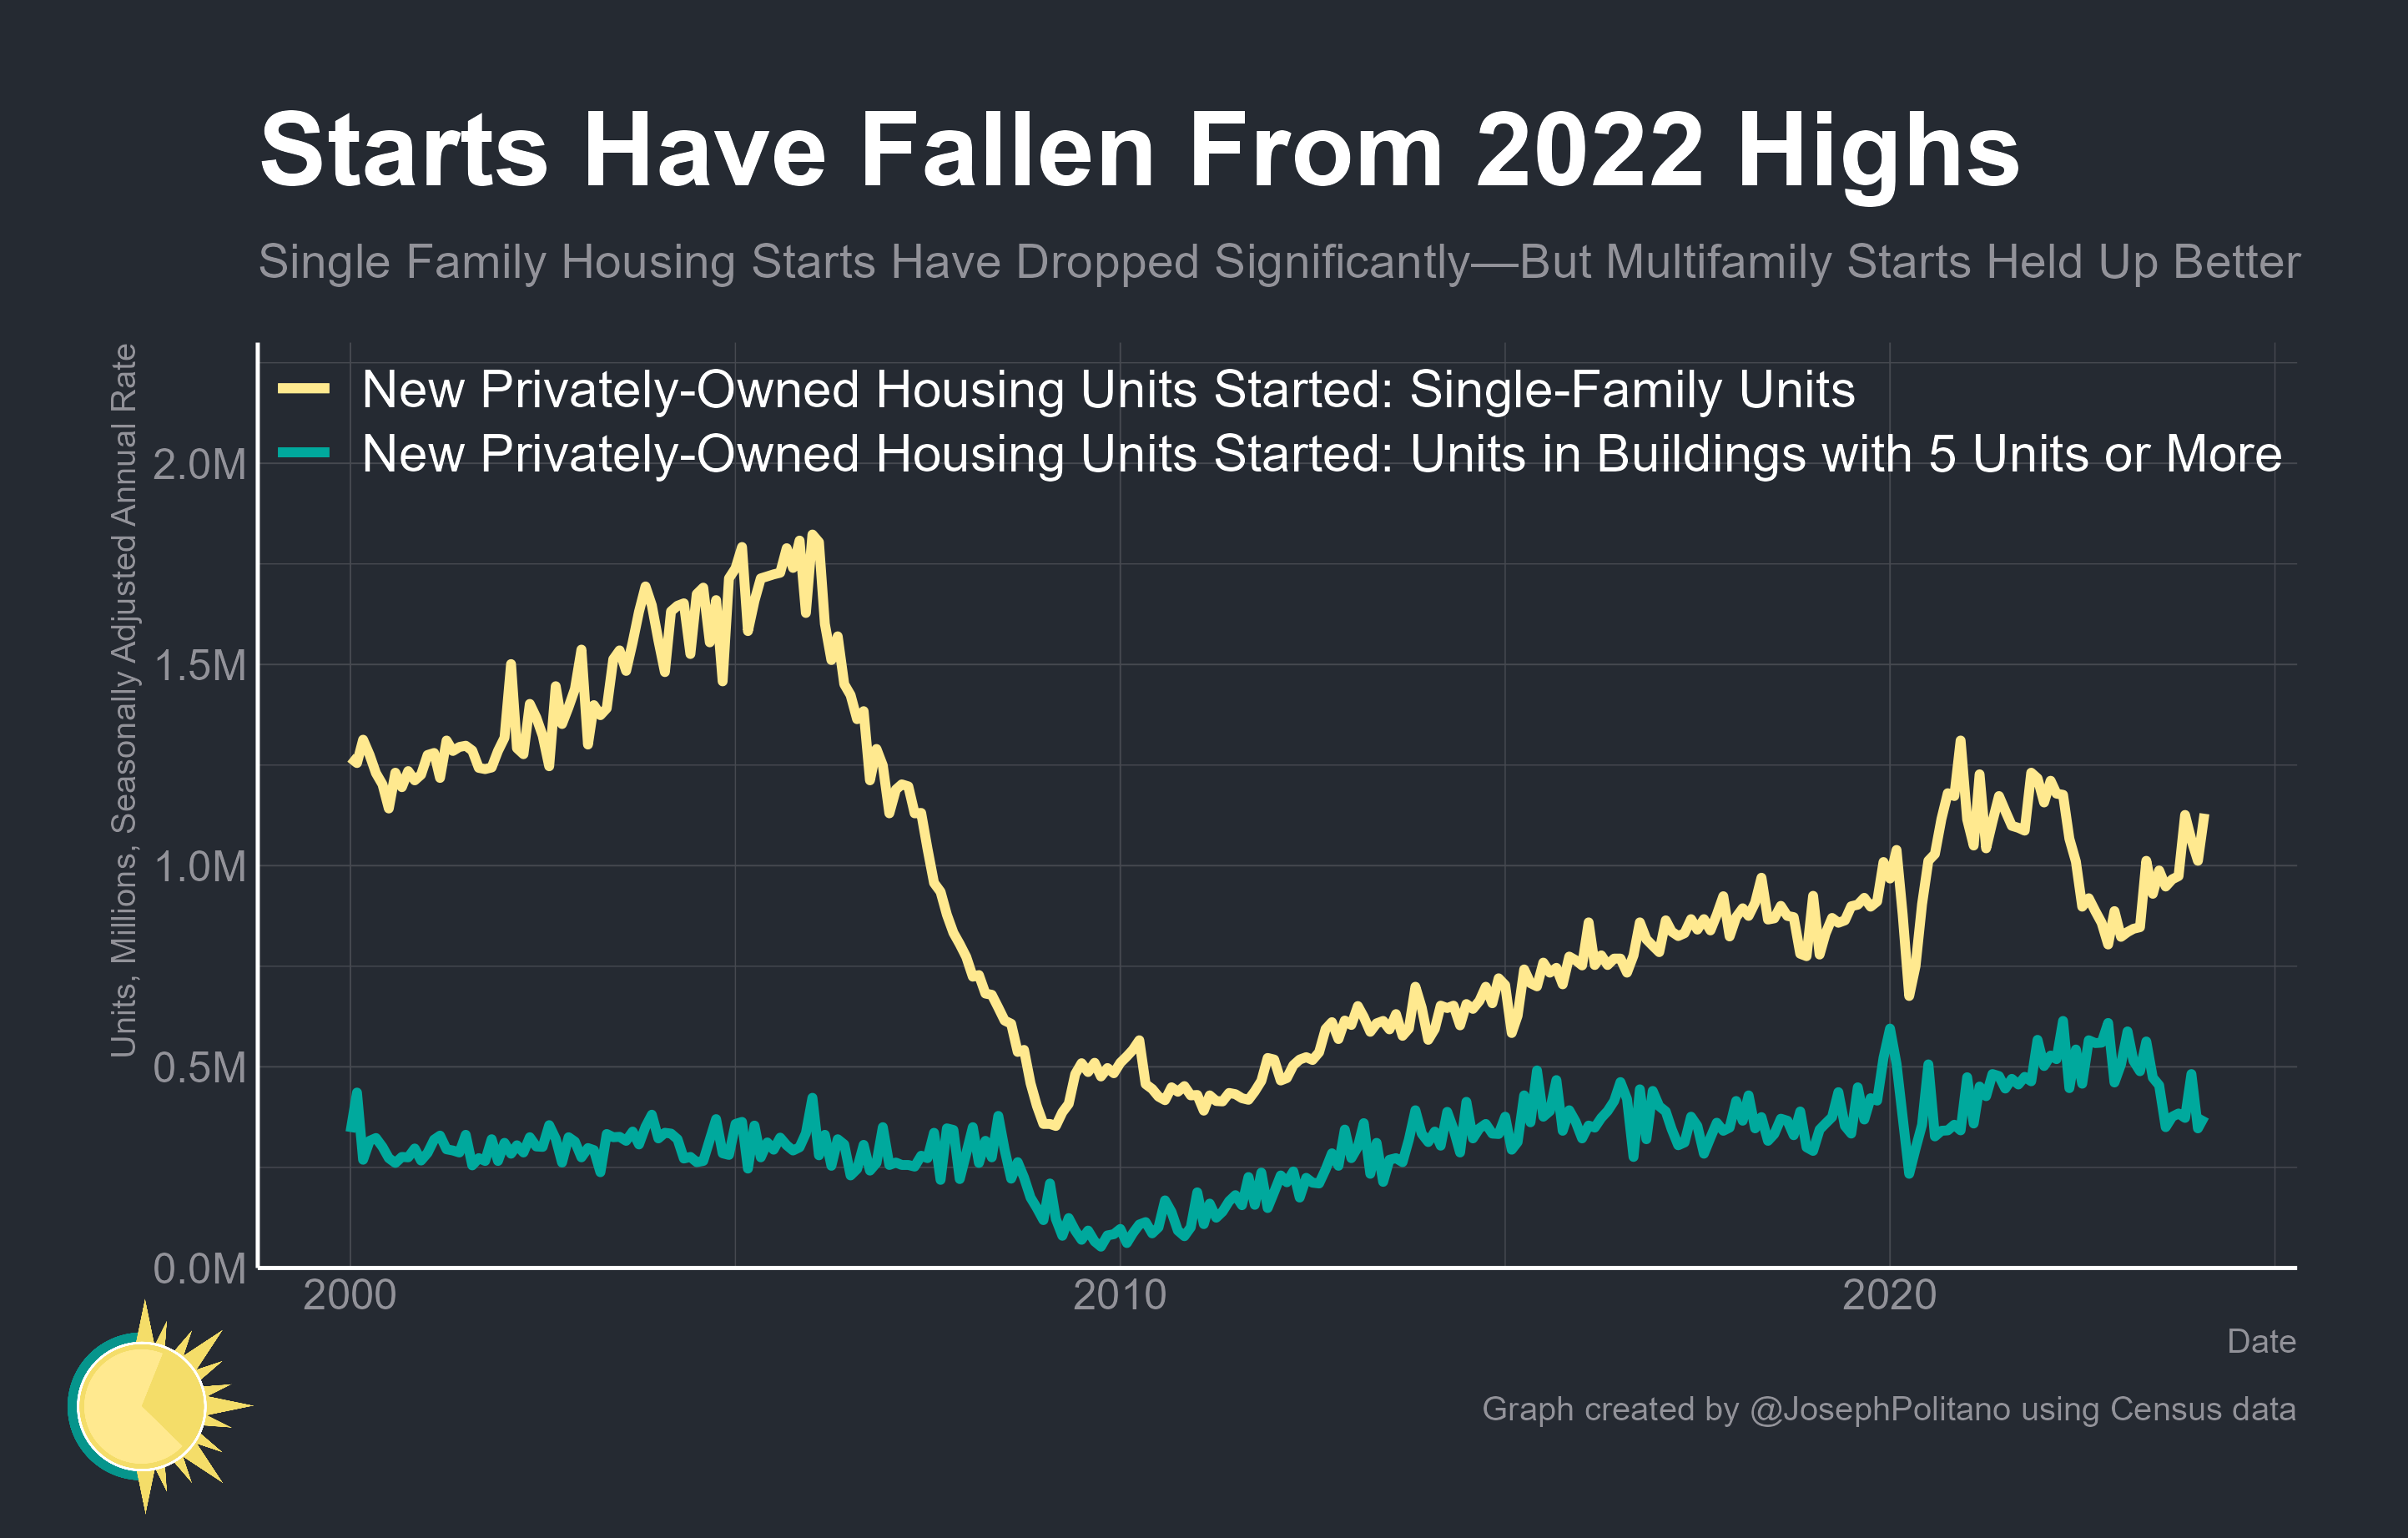 Starts Have Fallen From 2022 Highs
Single Family Housing Starts Have Dropped Significantly—But Multifamily Starts Held Up Better
Units, Millions, Seasonally Adjusted Annual Rate
New Privately-Owned Housing Units Started: Single-Family Units
New Privately-Owned Housing Units Started: Units in Buildings with 5 Units or More
2.0M
1.5M
1.0M
0.5M
0.0M
2000
2010
2020
Date
Graph created by @JosephPolitano using Census data